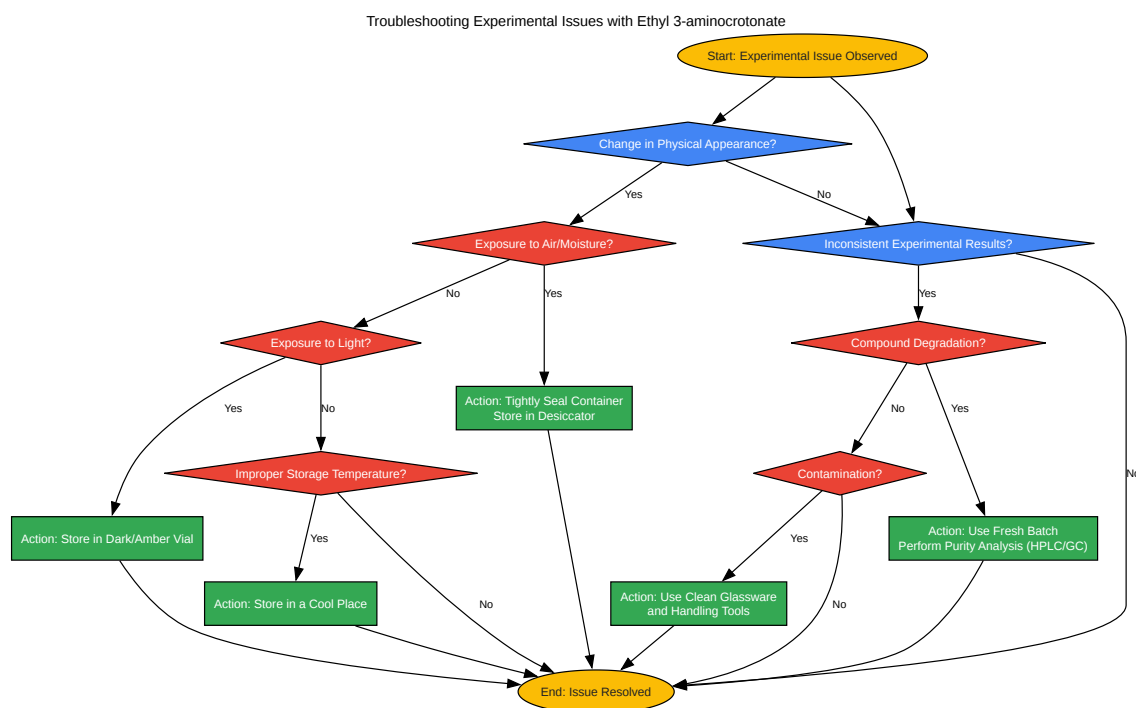 Troubleshooting Experimental Issues with Ethyl 3-aminocrotonate
Start: Experimental Issue Observed
Change in Physical Appearance?
Yes
No
Exposure to Air/Moisture?
Inconsistent Experimental Results?
No
Yes
Yes
Exposure to Light?
Compound Degradation?
Action: Tightly Seal Container
Store in Desiccator
Yes
No
No
Yes
Improper Storage Temperature?
Contamination?
No
Action: Store in Dark/Amber Vial
Yes
Yes
Action: Use Fresh Batch
Perform Purity Analysis (HPLC/GC)
Action: Store in a Cool Place
No
Action: Use Clean Glassware
and Handling Tools
No
End: Issue Resolved